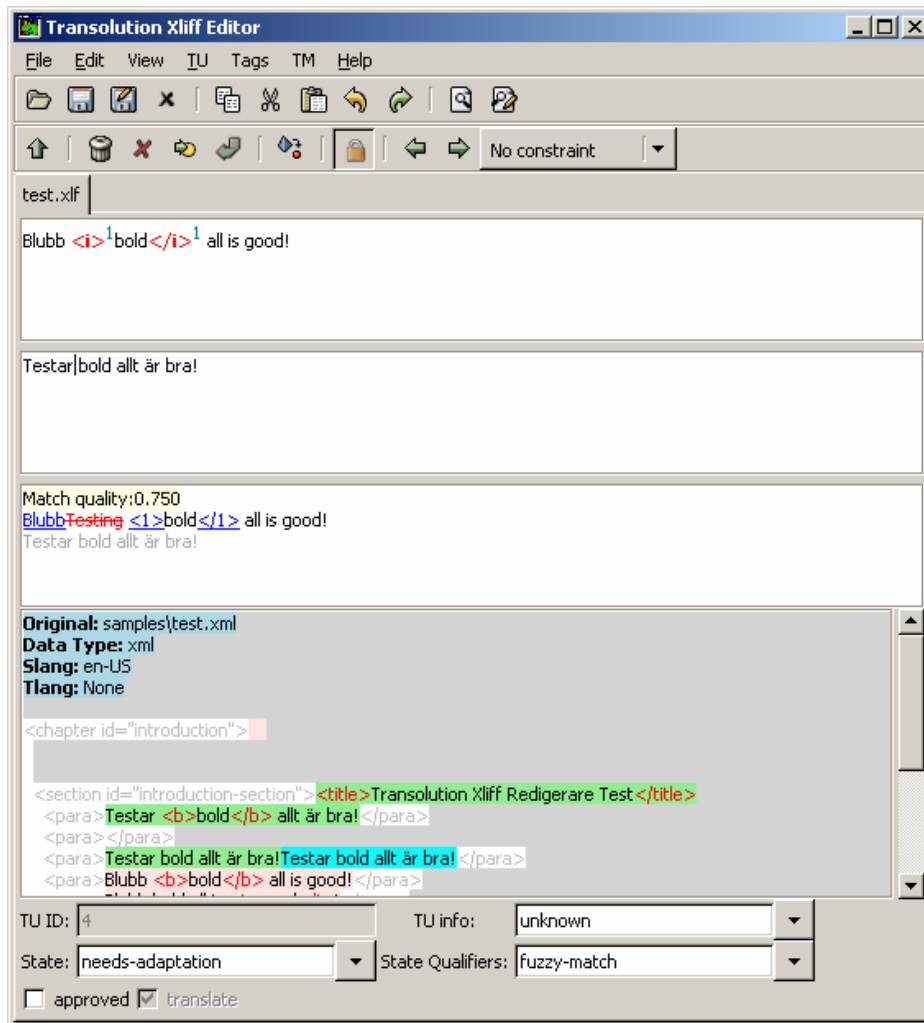 Transolution Xliff Editor
File Edit View TU Tags TM Help
No constraint
test.xlf
Blubb <i>1bold</i>1 all is good!
Testar bold allt är bra!
Match quality:0.750
BlubbTesting <1>bold</1> all is good!
Testar bold allt är bra!
Original: samples\test.xml
Data Type: xml
Slang: en-US
Tlang: None
<chapter id="introduction">
<section id="introduction-section"><title>Transolution Xliff Redigerare Test</title>
<para>Testar <b>bold</b> allt är bra!</para>
<para></para>
<para>Testar bold allt är bra!Testar bold allt är bra!</para>
<para>Blubb <b>bold</b> all is good!</para>
TU ID: 4 TU info: unknown
State: needs-adaptation State Qualifiers: fuzzy-match
approved translate